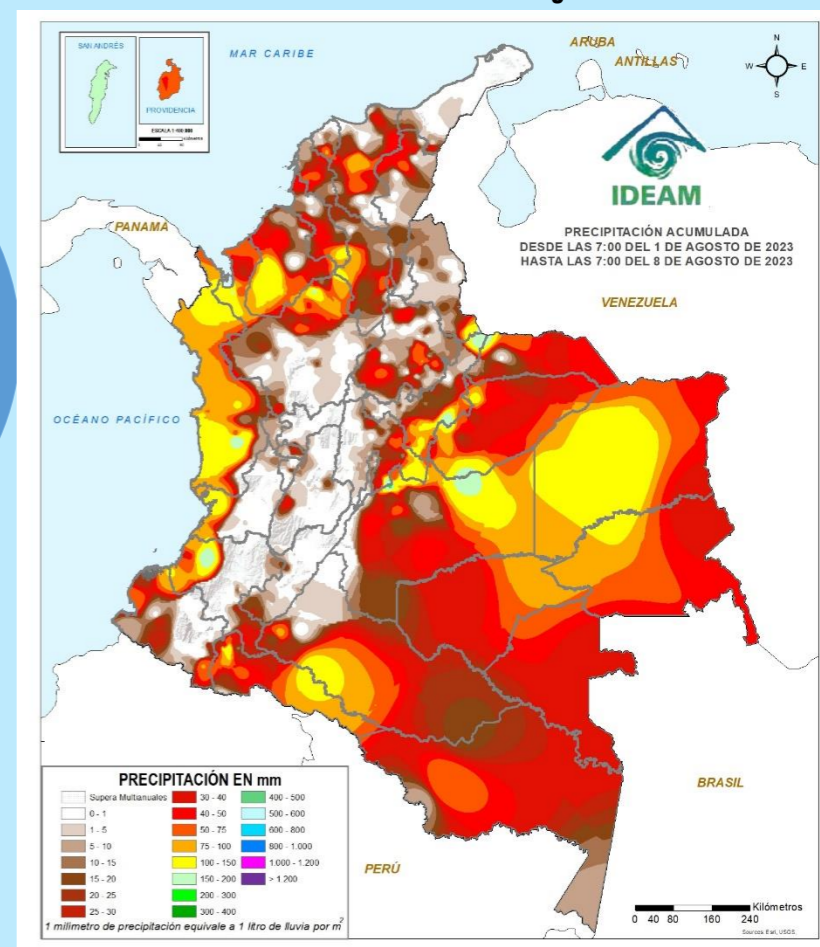 SAN ANDRÉS
PROVIDENCIA
0
MAR CARIBE
ARUBA
ANTILLAS
N
W
E
S
IDEAM
PRECIPITACIÓN ACUMULADA
DESDE LAS 7:00 DEL 1 DE AGOSTO DE 2023
HASTA LAS 7:00 DEL 8 DE AGOSTO DE 2023
PANAMÁ
VENEZUELA
OCÉANO PACÍFICO
BRASIL
PERÚ
PRECIPITACIÓN EN mm
Supera Multianuales
0 - 1
1 - 5
5 - 10
10 - 15
15 - 20
20 - 25
25 - 30
30 - 40
40 - 50
50 - 75
75 - 100
100 - 150
150 - 200
200 - 300
300 - 400
400 - 500
500 - 600
600 - 800
800 - 1.000
1.000 - 1.200
> 1.200
1 milímetro de precipitación equivale a 1 litro de lluvia por m²
Kilómetros
0 40 80 160 240
Sources: Esri, USGS